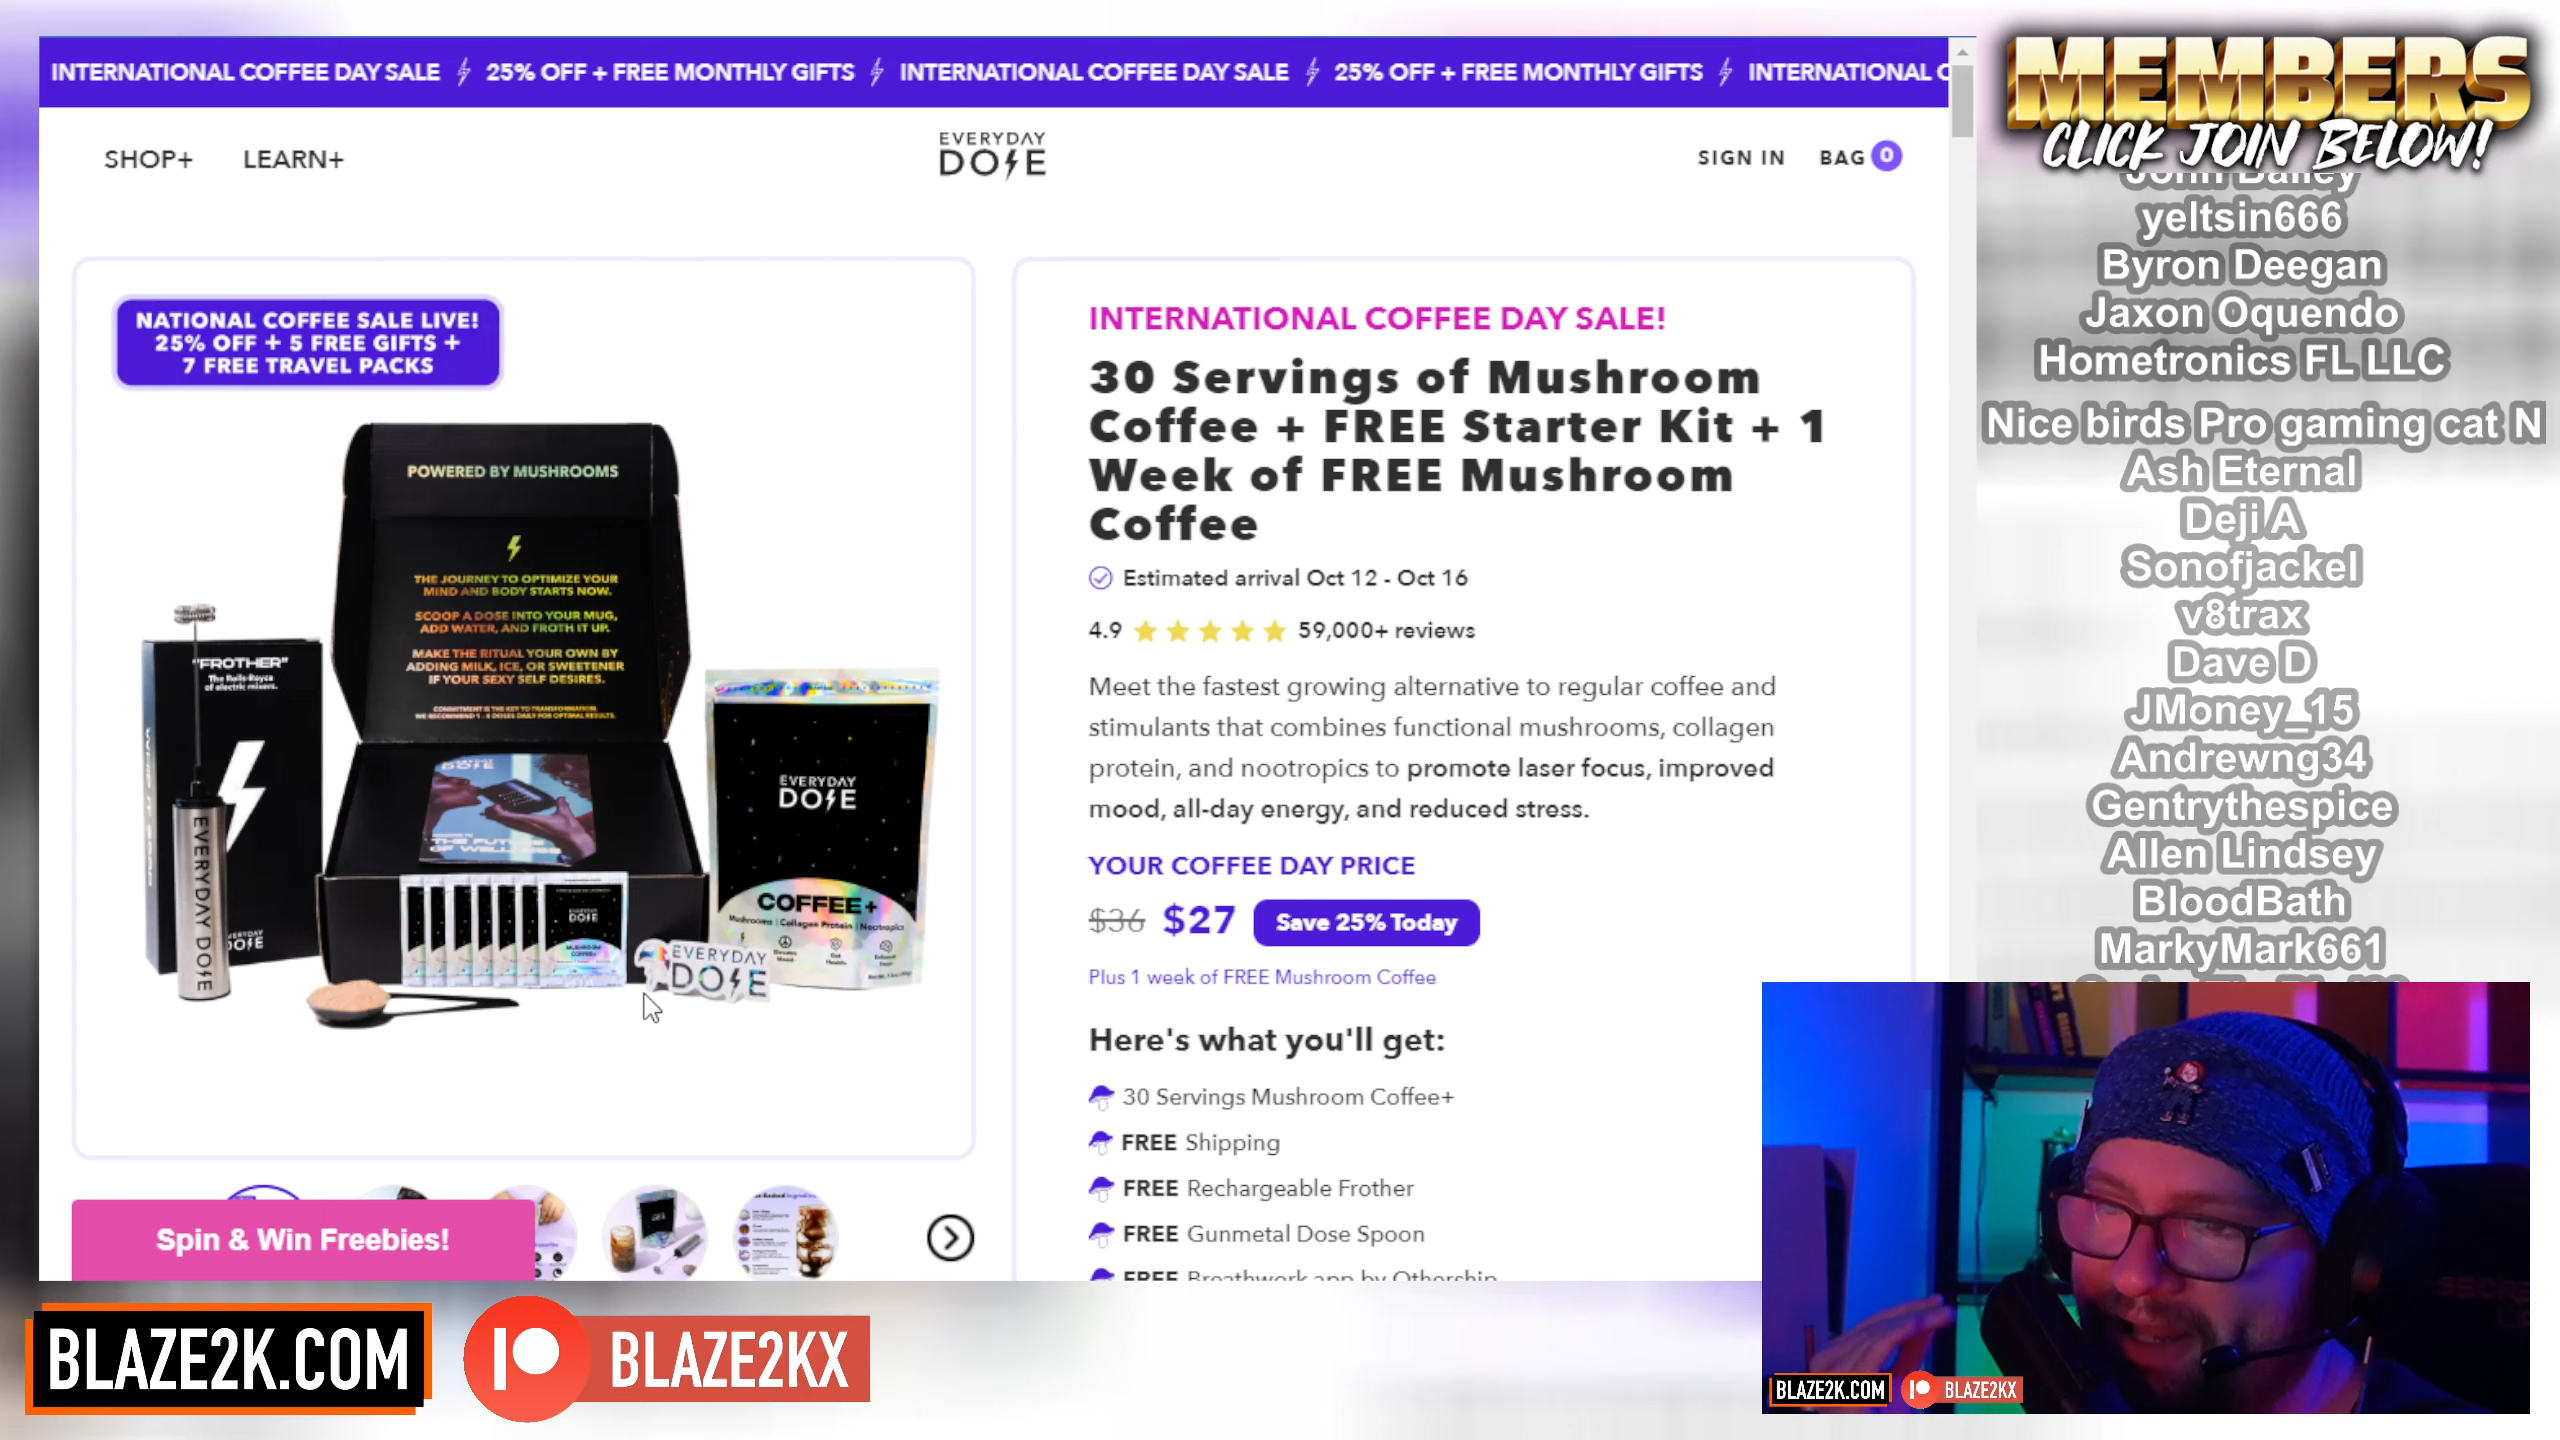 INTERNATIONAL COFFEE DAY SALE 25% OFF + FREE MONTHLY GIFTS INTERNATIONAL COFFEE DAY SALE 25% OFF + FREE MONTHLY GIFTS INTERNATIONAL
SHOP+ LEARN+
EVERYDAY
DOSE
SIGN IN BAG 0
NATIONAL COFFEE SALE LIVE!
25% OFF + 5 FREE GIFTS +
7 FREE TRAVEL PACKS
POWERED BY MUSHROOMS
THE JOURNEY TO OPTIMIZE YOUR
MIND AND BODY STARTS NOW.
SCOOP A DOSE INTO YOUR MUG,
ADD WATER, AND FROTH IT UP.
MAKE THE RITUAL YOUR OWN BY
ADDING MILK, ICE, OR SWEETENER
IF YOUR SEXY SELF DESIRES.
COMMITMENT IS THE KEY TO TRANSFORMATION.
"FROTHER"
The Rolls-Royce
of electric mixers.
EVERYDAY DOSE
EVERYDAY
DOSE
DOSE
THE FUTURE
OF WELLNESS
EVERYDAY
DOSE
EVERYDAY
DOSE
COFFEE+
Mushrooms | Collagen Protein | Nootropics
DOSE
MUSHROOM
COFFEE+
Spin & Win Freebies!
INTERNATIONAL COFFEE DAY SALE!
30 Servings of Mushroom
Coffee + FREE Starter Kit + 1
Week of FREE Mushroom
Coffee
Estimated arrival Oct 12 - Oct 16
4.9 59,000+ reviews
Meet the fastest growing alternative to regular coffee and
stimulants that combines functional mushrooms, collagen
protein, and nootropics to promote laser focus, improved
mood, all-day energy, and reduced stress.
YOUR COFFEE DAY PRICE
$36 $27 Save 25% Today
Plus 1 week of FREE Mushroom Coffee
Here's what you'll get:
30 Servings Mushroom Coffee+
FREE Shipping
FREE Rechargeable Frother
FREE Gunmetal Dose Spoon
FREE Breathwork app by Othership
MEMBERS
CLICK JOIN BELOW!
John Bailey
yeltsin666
Byron Deegan
Jaxon Oquendo
Hometronics FL LLC
Nice birds Pro gaming cat N
Ash Eternal
Deji A
Sonofjackel
v8trax
Dave D
JMoney_15
Andrewng34
Gentrythespice
Allen Lindsey
BloodBath
MarkyMark661
BLAZE2K.COM BLAZE2KX
BLAZE2K.COM BLAZE2KX